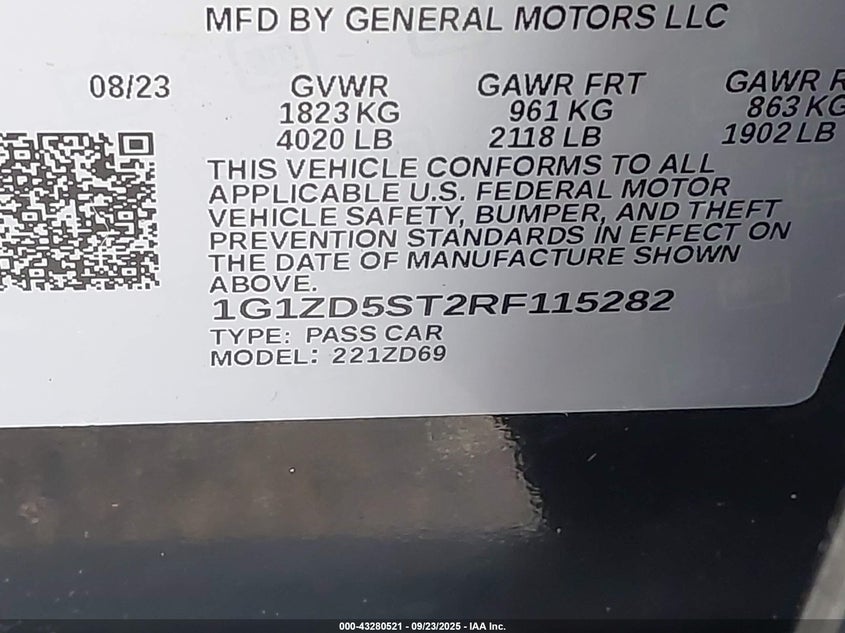 MFD BY GENERAL MOTORS LLC
08/23 GVWR GAWR FRT GAWR R
1823 KG 961 KG 863 KG
4020 LB 2118 LB 1902 LB
THIS VEHICLE CONFORMS TO ALL
APPLICABLE U.S. FEDERAL MOTOR
VEHICLE SAFETY, BUMPER, AND THEFT
PREVENTION STANDARDS IN EFFECT ON
THE DATE OF MANUFACTURE SHOWN
ABOVE.
1G1ZD5ST2RF115282
TYPE: PASS CAR
MODEL: 221ZD69
000-43280521 - 09/23/2025 - IAA Inc.